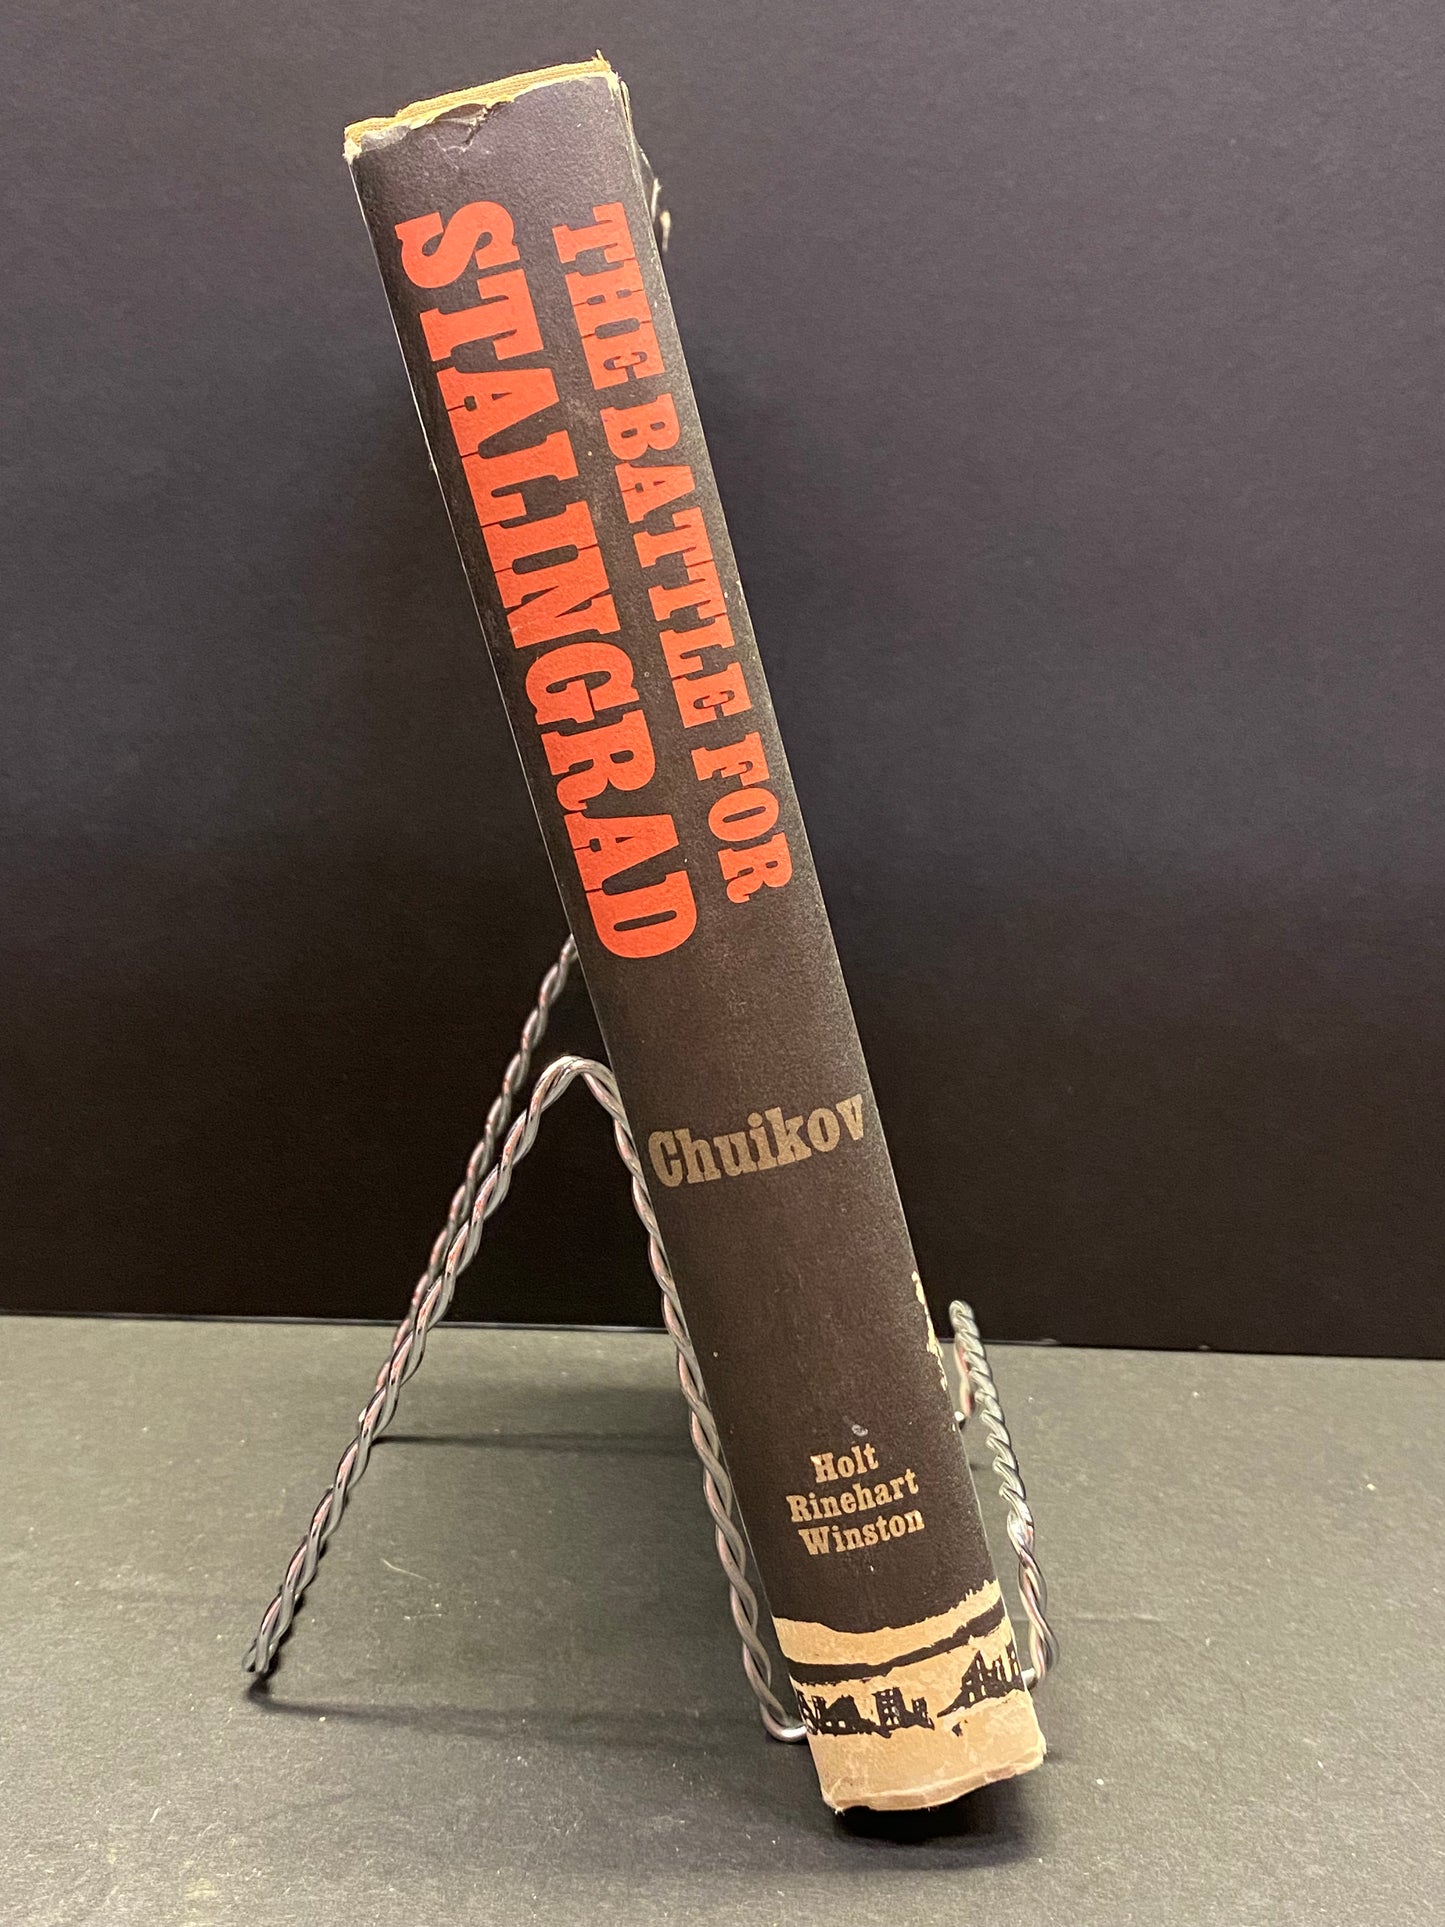 THE BATTLE FOR
STALINGRAD
Chuikov
Holt
Rinehart
Winston